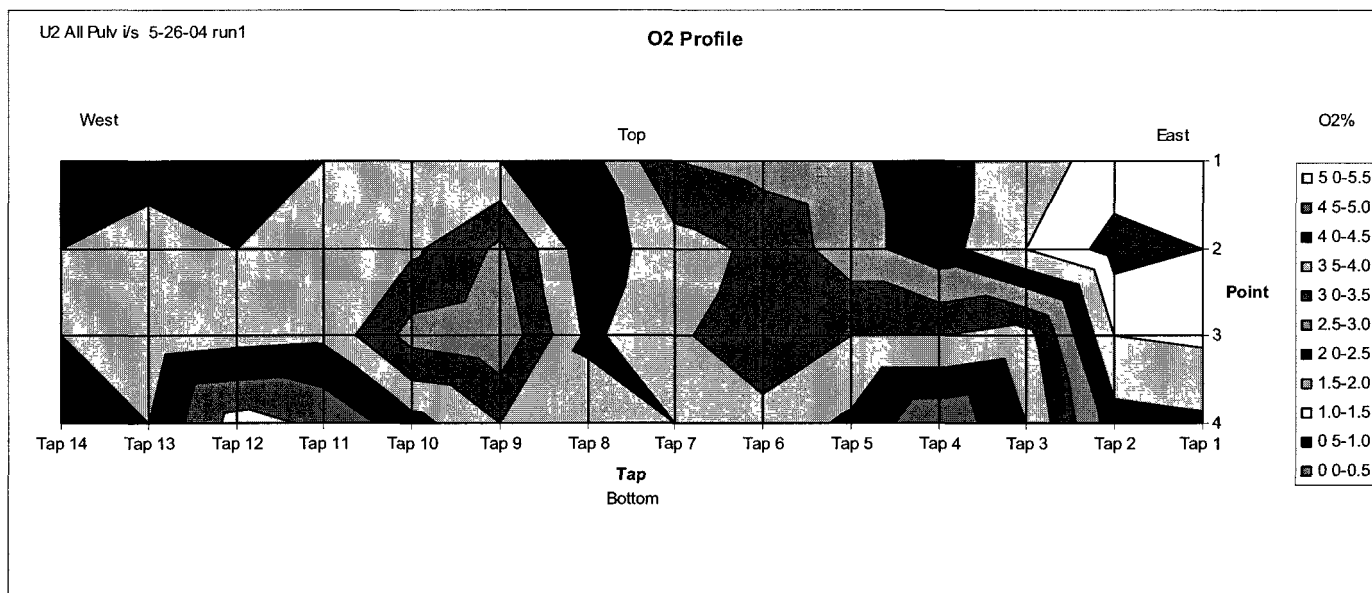 U2 All Pulv i/s 5-26-04 run1
O2 Profile
West
Top
East
O2%
1
2
Point
3
4
5 0-5.5
4 5-5.0
4 0-4.5
3 5-4.0
3 0-3.5
2.5-3.0
2 0-2.5
1.5-2.0
1.0-1.5
0 5-1.0
0 0-0.5
Tap 14 Tap 13 Tap 12 Tap 11 Tap 10 Tap 9 Tap 8 Tap 7 Tap 6 Tap 5 Tap 4 Tap 3 Tap 2 Tap 1
Tap
Bottom